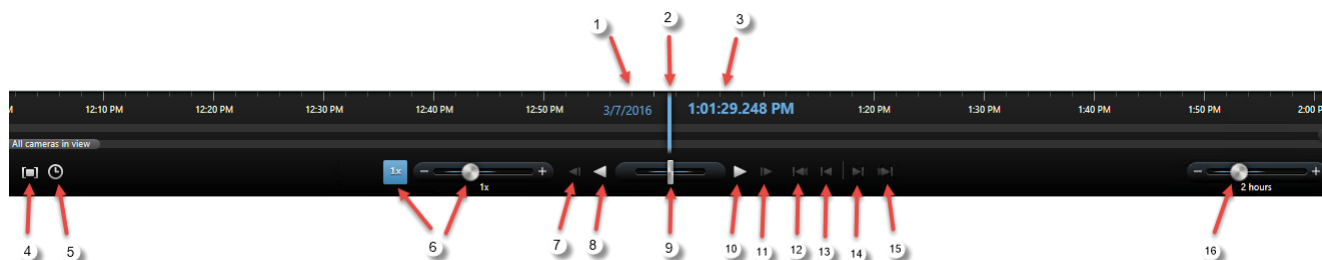 1 2 3
M 12:10 PM 12:20 PM 12:30 PM 12:40 PM 12:50 PM 3/7/2016 1:01:29.248 PM 1:20 PM 1:30 PM 1:40 PM 1:50 PM 2:00 P
All cameras in view
1x
1x 2 hours
4 5 6 7 8 9 10 11 12 13 14 15 16